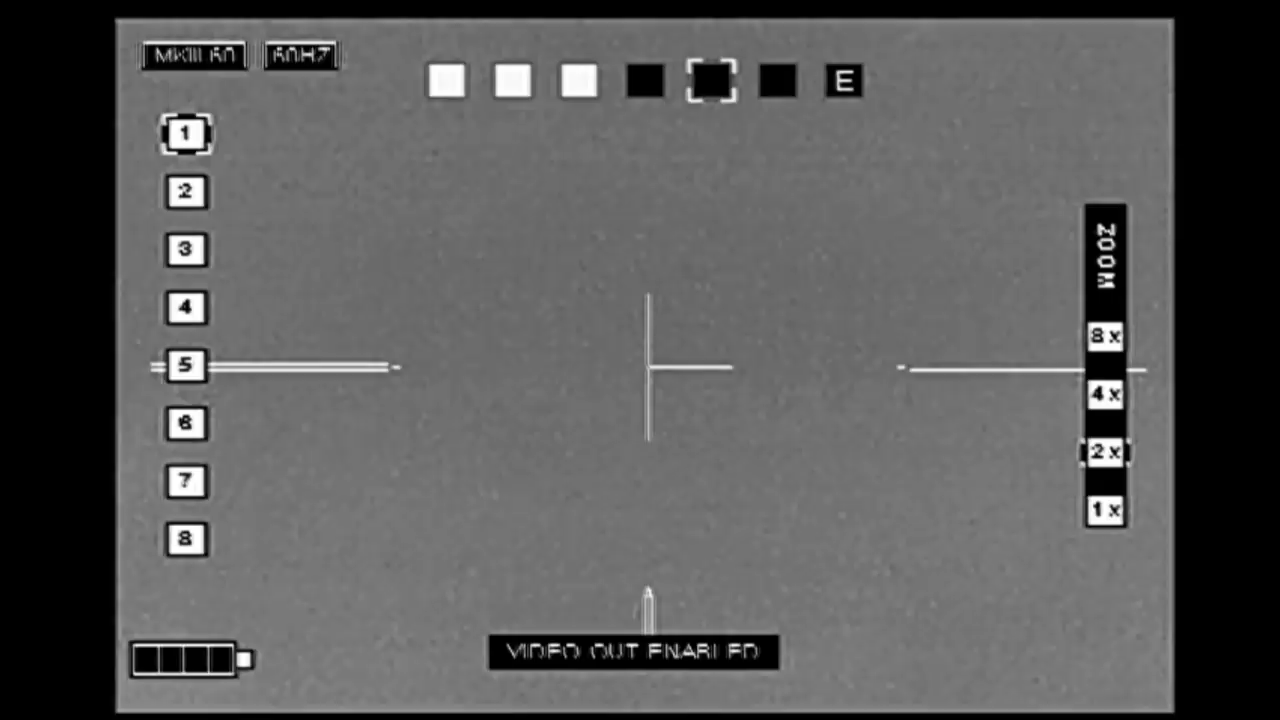 MKIII 60 60HZ
E
1
2
3
4
5
6
7
8
ZOOM
8x
4x
2x
1x
VIDEO OUT ENABLED